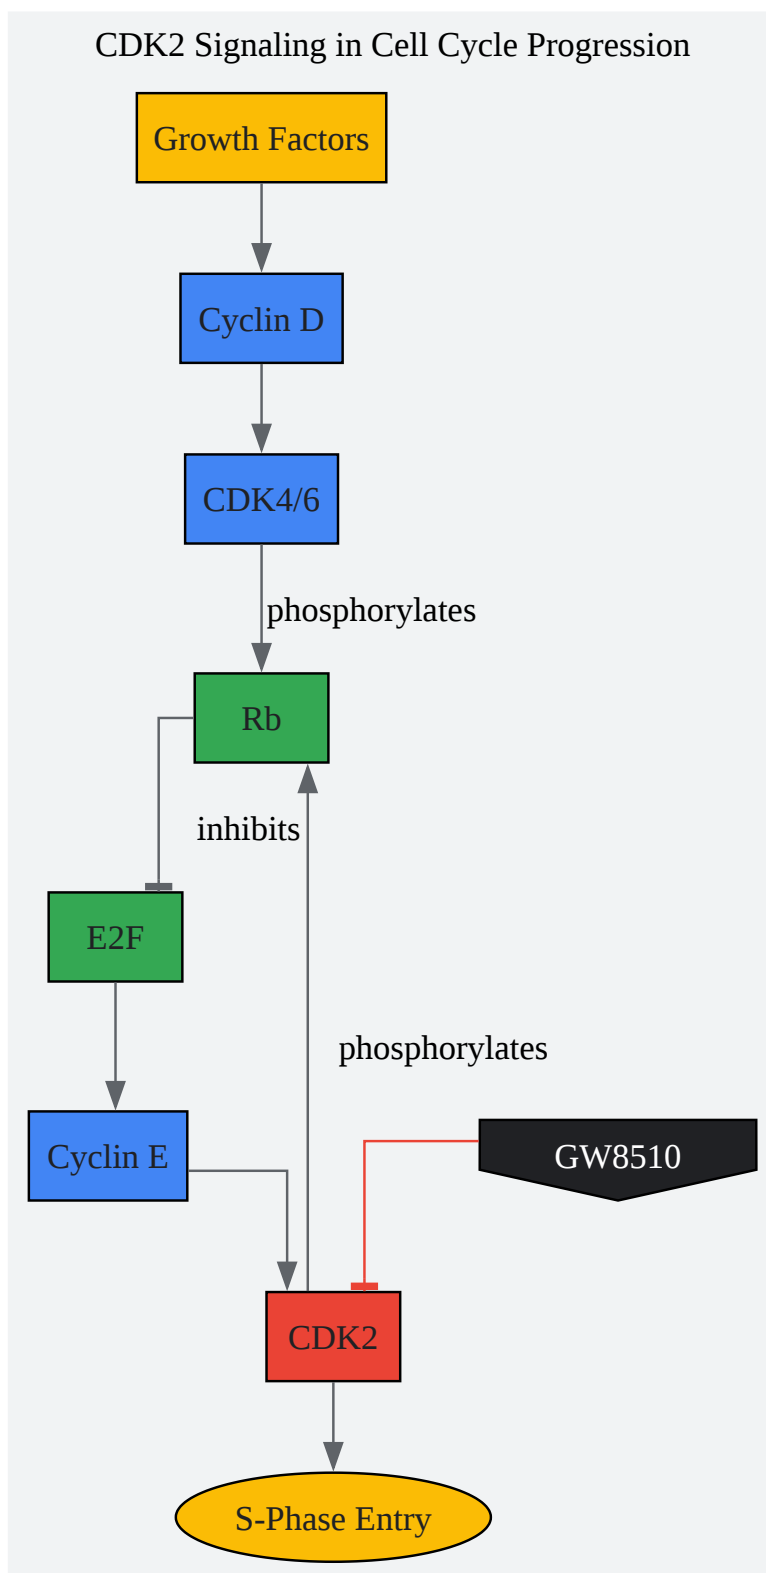 CDK2 Signaling in Cell Cycle Progression
Growth Factors
Cyclin D
CDK4/6
phosphorylates
Rb
inhibits
E2F
phosphorylates
Cyclin E
GW8510
CDK2
S-Phase Entry